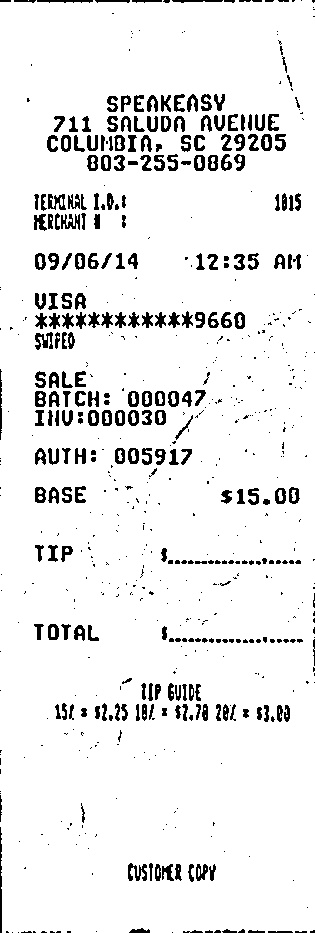 SPEAKEASY
711 SALUDA AVENUE
COLUMBIA, SC 29205
803-255-0869
TERMINAL I.D.: 1015
MERCHANT # :
09/06/14 12:35 AM
VISA
************9660
SWIPED
SALE
BATCH: 000047
INV:000030
AUTH: 005917
BASE $15.00
TIP $
TOTAL $
TIP GUIDE
15% = $2.25 18% = $2.70 20% = $3.00
CUSTOMER COPY